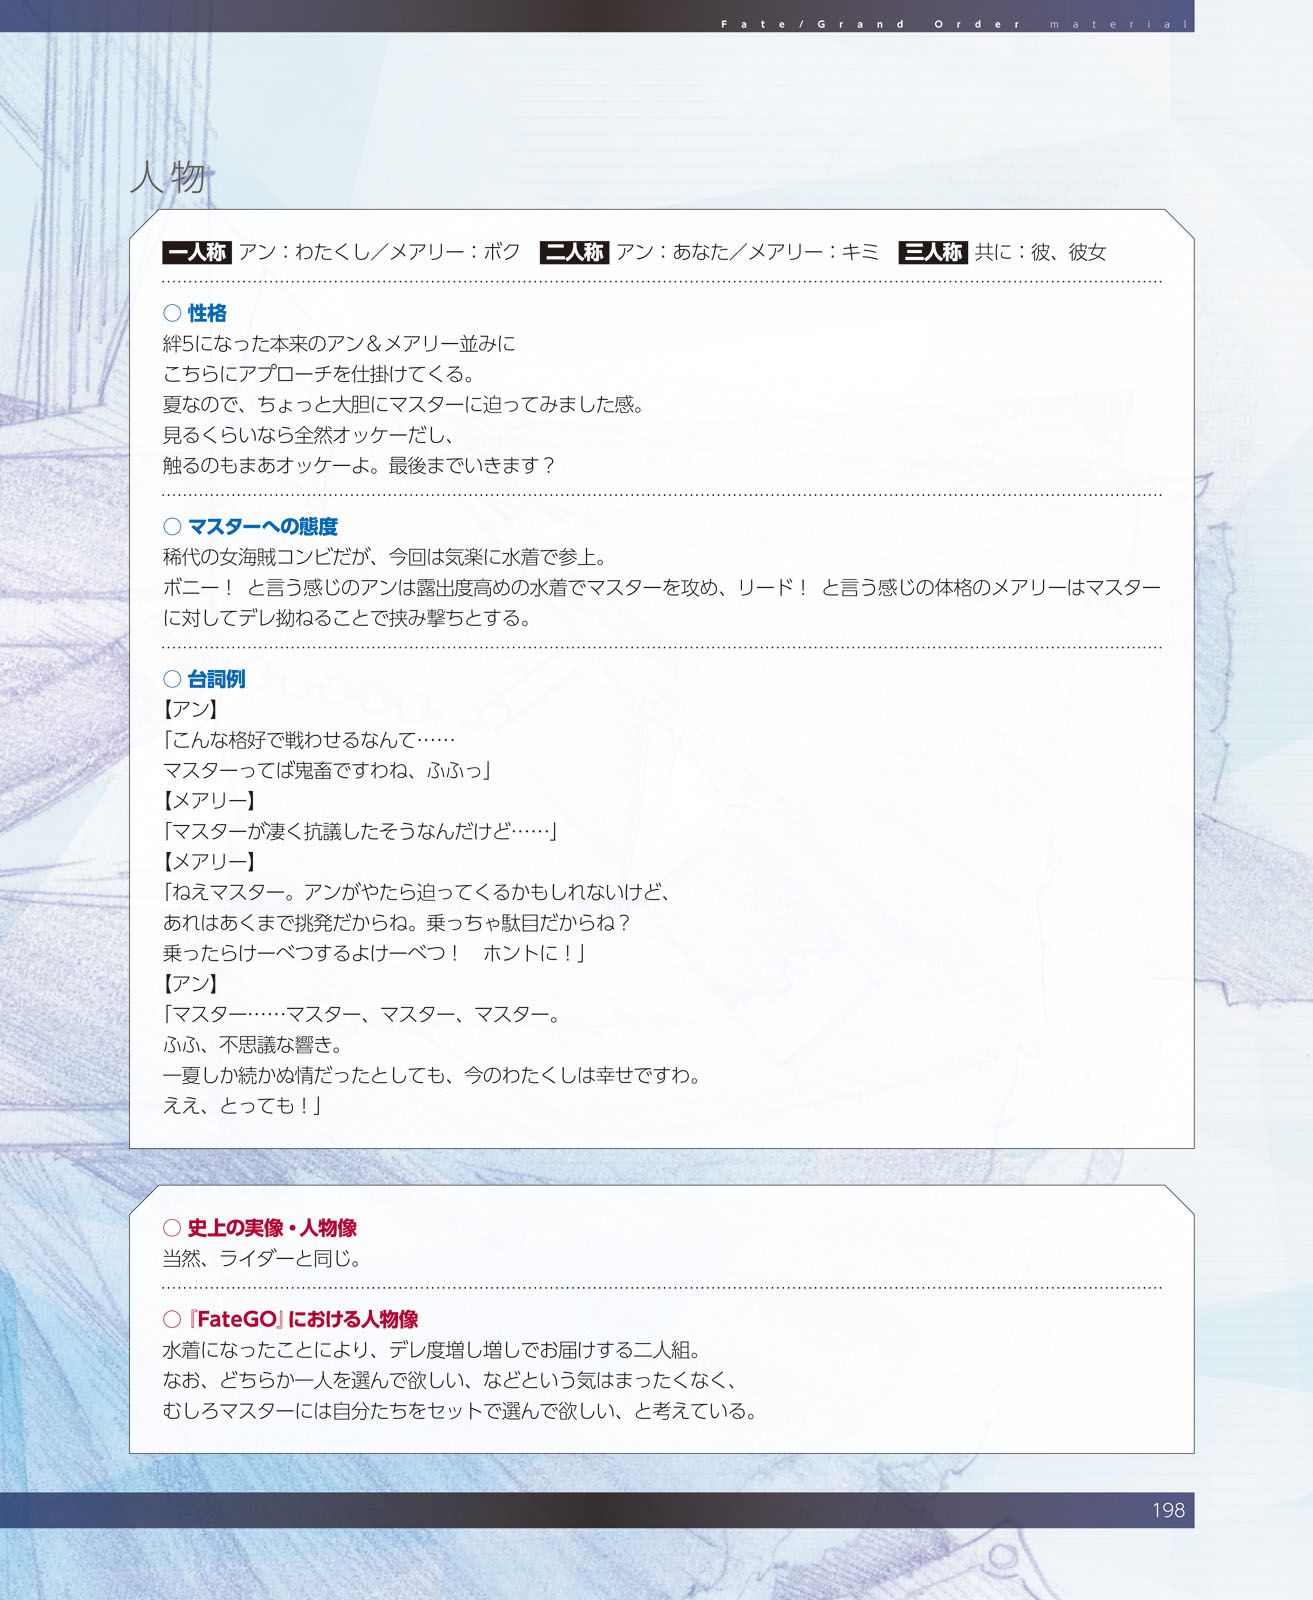 Fate/Grand Order material
人物
一人称 アン：わたくし／メアリー：ボク 二人称 アン：あなた／メアリー：キミ 三人称 共に：彼、彼女
○ 性格
絆5になった本来のアン＆メアリー並みに
こちらにアプローチを仕掛けてくる。
夏なので、ちょっと大胆にマスターに迫ってみました感。
見るくらいなら全然オッケーだし、
触るのもまあオッケーよ。最後までいきます？
○ マスターへの態度
稀代の女海賊コンビだが、今回は気楽に水着で参上。
ボニー！ と言う感じのアンは露出度高めの水着でマスターを攻め、リード！ と言う感じの体格のメアリーはマスター
に対してデレ拗ねることで挟み撃ちとする。
○ 台詞例
【アン】
「こんな格好で戦わせるなんて……
マスターってば鬼畜ですわね、ふふっ」
【メアリー】
「マスターが凄く抗議したそうなんだけど……」
【メアリー】
「ねえマスター。アンがやたら迫ってくるかもしれないけど、
あれはあくまで挑発だからね。乗っちゃ駄目だからね？
乗ったらけーべつするよけーべつ！　ホントに！」
【アン】
「マスター……マスター、マスター、マスター。
ふふ、不思議な響き。
一夏しか続かぬ情だったとしても、今のわたくしは幸せですわ。
ええ、とっても！」
○ 史上の実像・人物像
当然、ライダーと同じ。
○ 『FateGO』における人物像
水着になったことにより、デレ度増し増しでお届けする二人組。
なお、どちらか一人を選んで欲しい、などという気はまったくなく、
むしろマスターには自分たちをセットで選んで欲しい、と考えている。
198